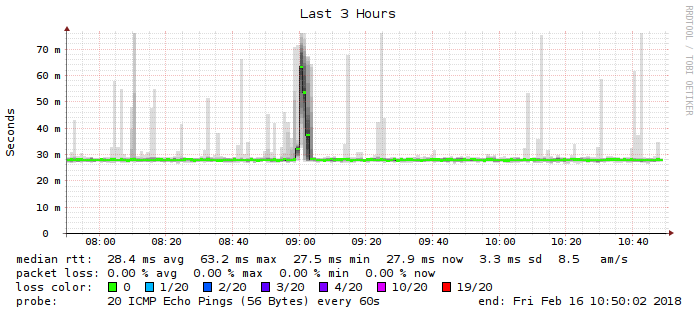 Last 3 Hours
RRDTOOL / TOBI OETIKER
Seconds
70 m
60 m
50 m
40 m
30 m
20 m
10 m
0
08:00 08:20 08:40 09:00 09:20 09:40 10:00 10:20 10:40
median rtt: 28.4 ms avg 63.2 ms max 27.5 ms min 27.9 ms now 3.3 ms sd 8.5 am/s
packet loss: 0.00 % avg 0.00 % max 0.00 % min 0.00 % now
loss color: 0 1/20 2/20 3/20 4/20 10/20 19/20
probe: 20 ICMP Echo Pings (56 Bytes) every 60s end: Fri Feb 16 10:50:02 2018